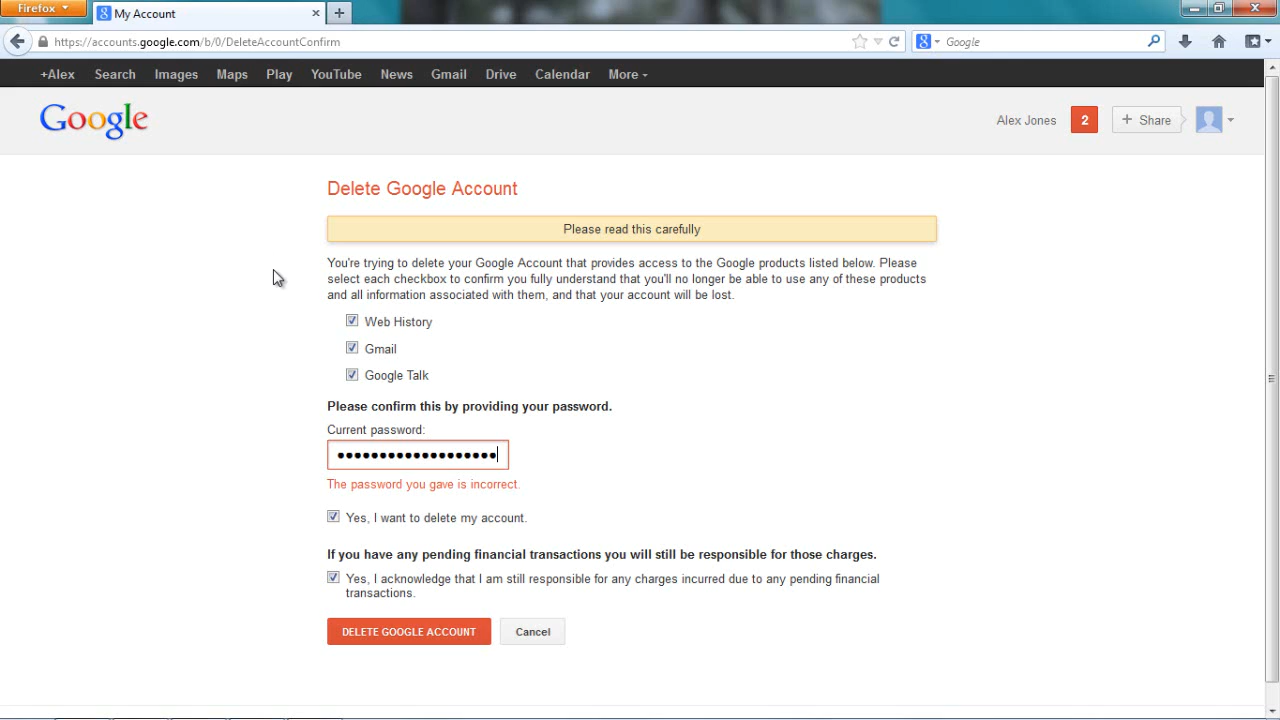 Firefox
My Account
https://accounts.google.com/b/0/DeleteAccountConfirm
Google
+Alex Search Images Maps Play YouTube News Gmail Drive Calendar More
Google
Alex Jones 2 + Share
Delete Google Account
Please read this carefully
You're trying to delete your Google Account that provides access to the Google products listed below. Please
select each checkbox to confirm you fully understand that you'll no longer be able to use any of these products
and all information associated with them, and that your account will be lost.
Web History
Gmail
Google Talk
Please confirm this by providing your password.
Current password:
The password you gave is incorrect.
Yes, I want to delete my account.
If you have any pending financial transactions you will still be responsible for those charges.
Yes, I acknowledge that I am still responsible for any charges incurred due to any pending financial
transactions.
DELETE GOOGLE ACCOUNT Cancel